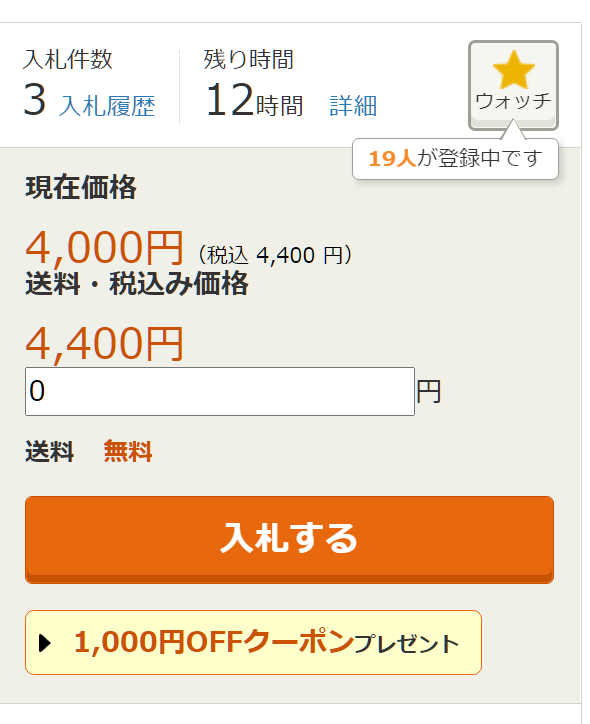 入札件数
3 入札履歴
残り時間
12時間 詳細
ウォッチ
19人が登録中です
現在価格
4,000円（税込 4,400 円）
送料・税込み価格
4,400円
0円
送料 無料
入札する
1,000円OFFクーポンプレゼント